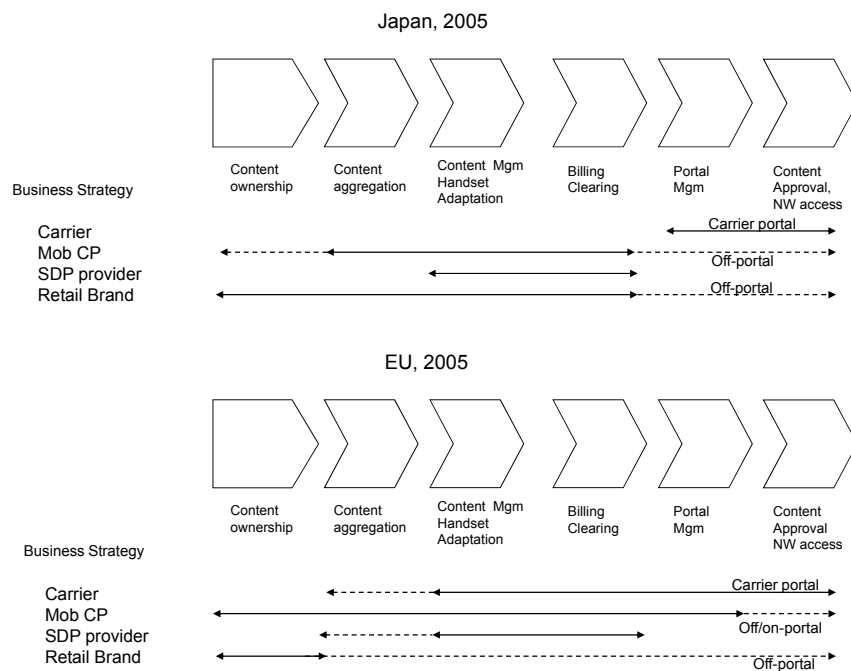 Japan, 2005
Content ownership
Content aggregation
Content Mgm Handset Adaptation
Billing Clearing
Portal Mgm
Content Approval, NW access
Business Strategy
Carrier
Carrier portal
Mob CP
Off-portal
SDP provider
Retail Brand
Off-portal
EU, 2005
Content ownership
Content aggregation
Content Mgm Handset Adaptation
Billing Clearing
Portal Mgm
Content Approval NW access
Business Strategy
Carrier
Carrier portal
Mob CP
Off/on-portal
SDP provider
Retail Brand
Off-portal